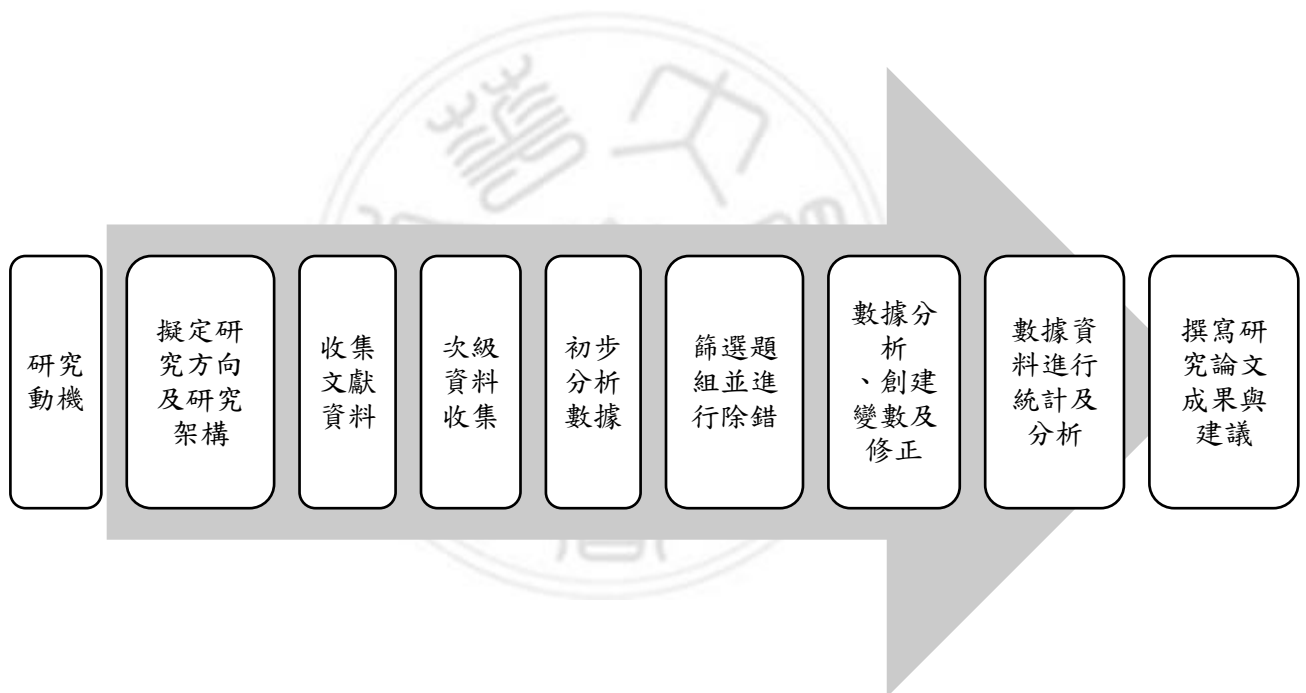 研究
動機
擬定研
究方向
及研究
架構
收集
文獻
資料
次級
資料
收集
初步
分析
數據
篩選題
組並進
行除錯
數據分
析
、創建
變數及
修正
數據資
料進行
統計及
分析
撰寫研
究論文
成果與
建議